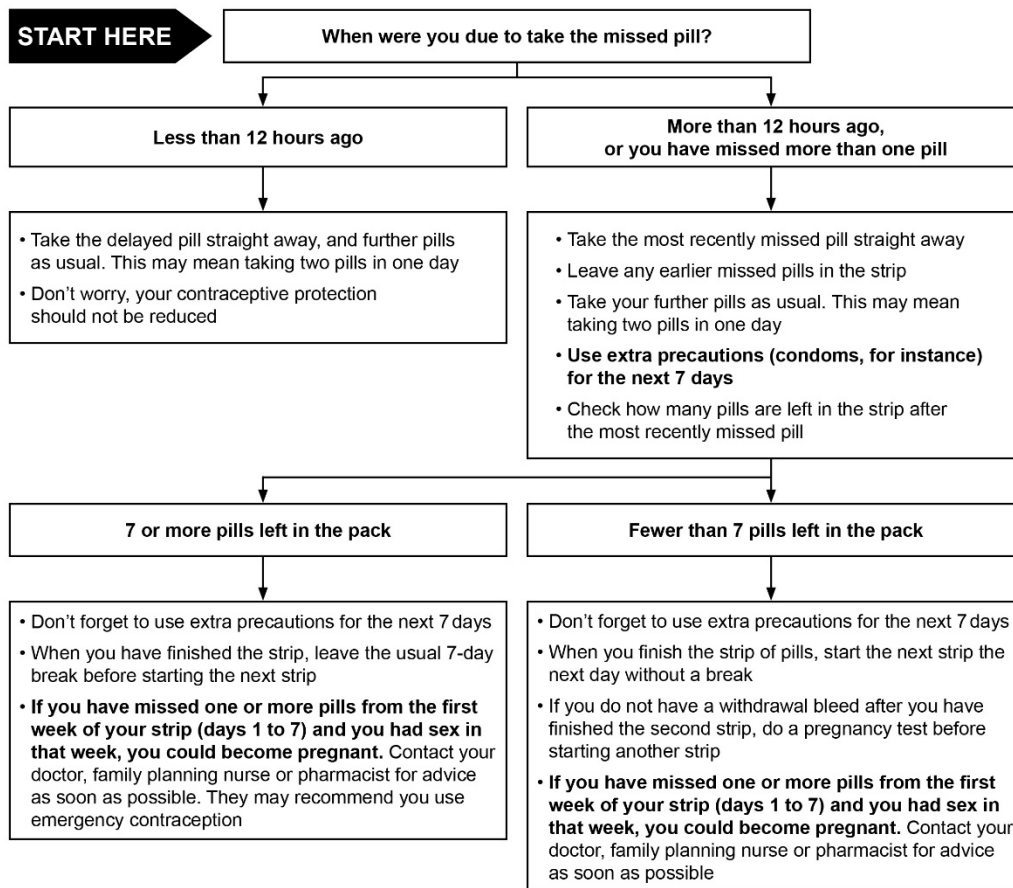 START HERE
When were you due to take the missed pill?
Less than 12 hours ago
More than 12 hours ago,
or you have missed more than one pill
• Take the delayed pill straight away, and further pills
as usual. This may mean taking two pills in one day
• Don't worry, your contraceptive protection
should not be reduced
• Take the most recently missed pill straight away
• Leave any earlier missed pills in the strip
• Take your further pills as usual. This may mean
taking two pills in one day
• Use extra precautions (condoms, for instance)
for the next 7 days
• Check how many pills are left in the strip after
the most recently missed pill
7 or more pills left in the pack
Fewer than 7 pills left in the pack
• Don't forget to use extra precautions for the next 7 days
• When you have finished the strip, leave the usual 7-day
break before starting the next strip
• If you have missed one or more pills from the first
week of your strip (days 1 to 7) and you had sex in
that week, you could become pregnant. Contact your
doctor, family planning nurse or pharmacist for advice
as soon as possible. They may recommend you use
emergency contraception
• Don't forget to use extra precautions for the next 7 days
• When you finish the strip of pills, start the next strip the
next day without a break
• If you do not have a withdrawal bleed after you have
finished the second strip, do a pregnancy test before
starting another strip
• If you have missed one or more pills from the first
week of your strip (days 1 to 7) and you had sex in
that week, you could become pregnant. Contact your
doctor, family planning nurse or pharmacist for advice
as soon as possible